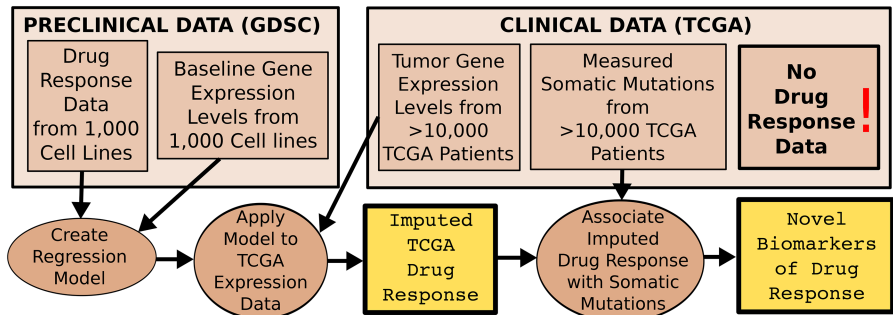 PRECLINICAL DATA (GDSC)
Drug
Response
Data
from 1,000
Cell Lines
Baseline Gene
Expression
Levels from
1,000 Cell lines
CLINICAL DATA (TCGA)
Tumor Gene
Expression
Levels from
>10,000
TCGA Patients
Measured
Somatic Mutations
from
>10,000 TCGA
Patients
No
Drug
Response
Data
!
Create
Regression
Model
Apply
Model to
TCGA
Expression
Data
Imputed
TCGA
Drug
Response
Associate
Imputed
Drug Response
with Somatic
Mutations
Novel
Biomarkers
of Drug
Response